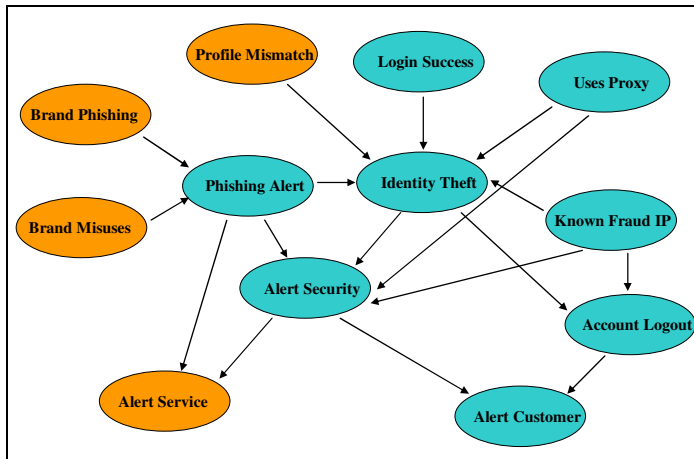 Profile Mismatch
Login Success
Uses Proxy
Brand Phishing
Phishing Alert
Identity Theft
Brand Misuses
Known Fraud IP
Alert Security
Account Logout
Alert Service
Alert Customer